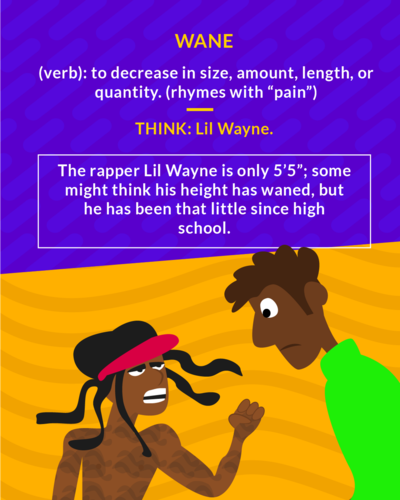 WANE
(verb): to decrease in size, amount, length, or
quantity. (rhymes with “pain”)
THINK: Lil Wayne.
The rapper Lil Wayne is only 5’5”; some
might think his height has waned, but
he has been that little since high
school.